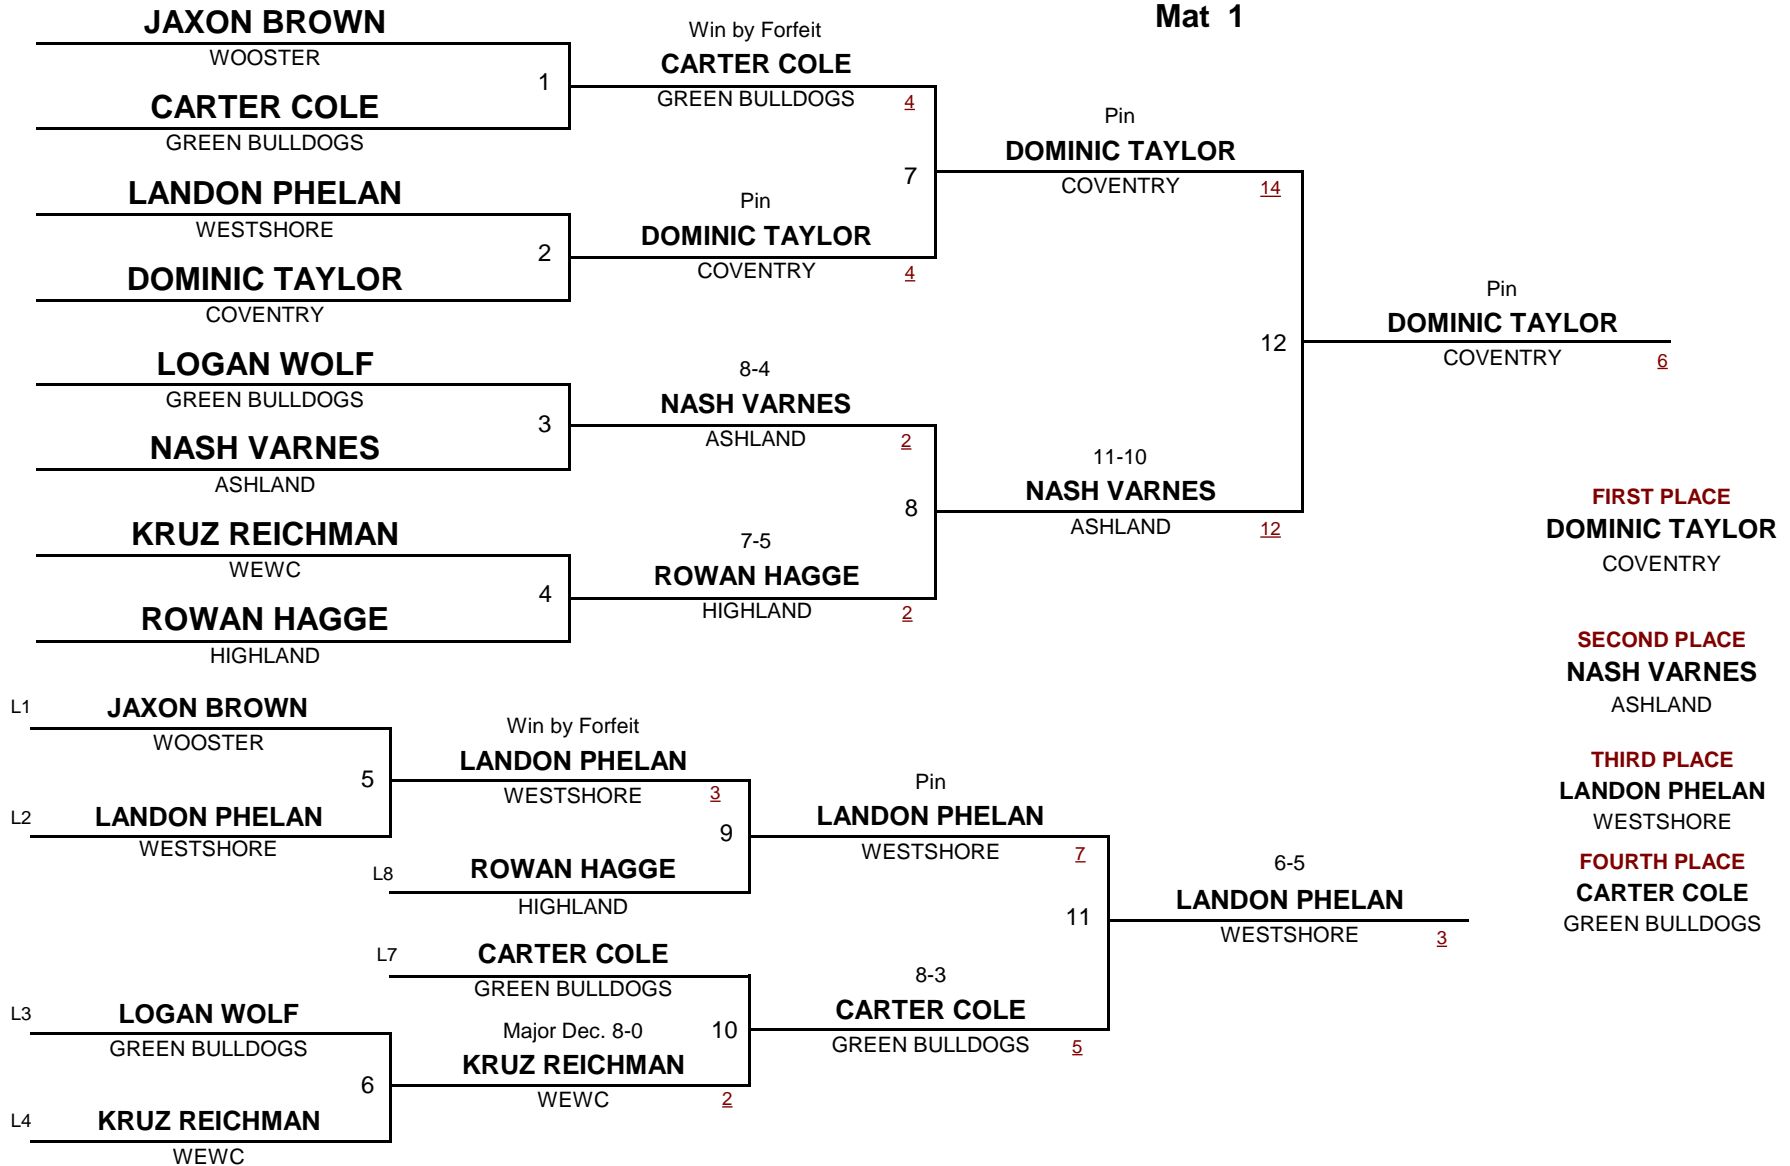 Mat 1
JAXON BROWN
WOOSTER
1
CARTER COLE
GREEN BULLDOGS
Win by Forfeit
CARTER COLE
GREEN BULLDOGS 4
LANDON PHELAN
WESTSHORE
2
DOMINIC TAYLOR
COVENTRY
Pin
DOMINIC TAYLOR
COVENTRY 4
7
Pin
DOMINIC TAYLOR
COVENTRY 14
LOGAN WOLF
GREEN BULLDOGS
3
NASH VARNES
ASHLAND
8-4
NASH VARNES
ASHLAND 2
KRUZ REICHMAN
WEWC
4
ROWAN HAGGE
HIGHLAND
7-5
ROWAN HAGGE
HIGHLAND 2
8
11-10
NASH VARNES
ASHLAND 12
12
Pin
DOMINIC TAYLOR
COVENTRY 6
L1 JAXON BROWN
WOOSTER
5
L2 LANDON PHELAN
WESTSHORE
Win by Forfeit
LANDON PHELAN
WESTSHORE 3
9
L8 ROWAN HAGGE
HIGHLAND
Pin
LANDON PHELAN
WESTSHORE 7
L7 CARTER COLE
GREEN BULLDOGS
L3 LOGAN WOLF
GREEN BULLDOGS
6
L4 KRUZ REICHMAN
WEWC
Major Dec. 8-0
KRUZ REICHMAN
WEWC 2
10
8-3
CARTER COLE
GREEN BULLDOGS 5
11
6-5
LANDON PHELAN
WESTSHORE 3
FIRST PLACE
DOMINIC TAYLOR
COVENTRY
SECOND PLACE
NASH VARNES
ASHLAND
THIRD PLACE
LANDON PHELAN
WESTSHORE
FOURTH PLACE
CARTER COLE
GREEN BULLDOGS